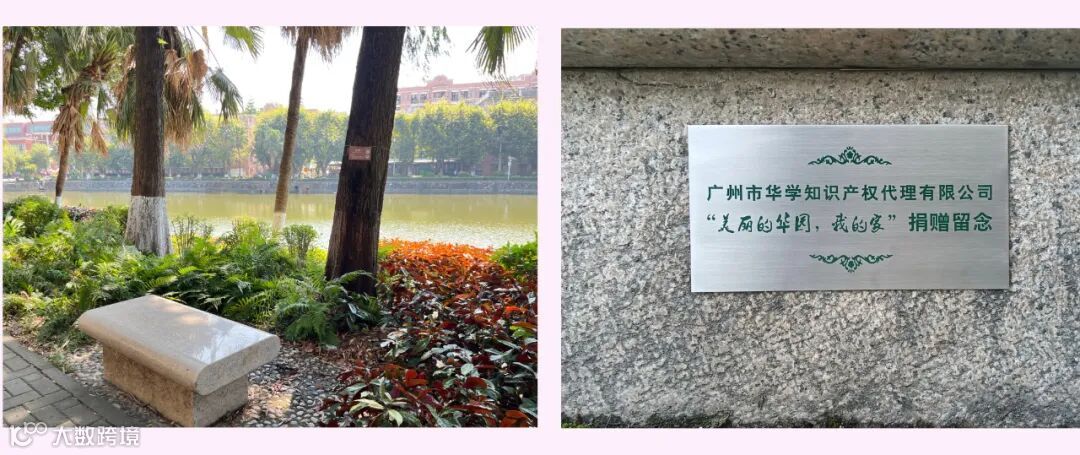 广州市华学知识产权代理有限公司
“美丽的华园，我的家”捐赠留念
大数跨境